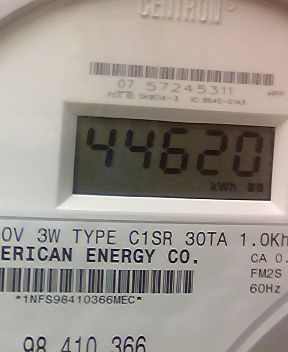 CENTRON
07 57245311
44620
kWh
0V 3W TYPE C1SR 30TA 1.0Kh
ERICAN ENERGY CO.
CA 0.
FM2S
60Hz
*1NFS98410366MEC*
98 410 366